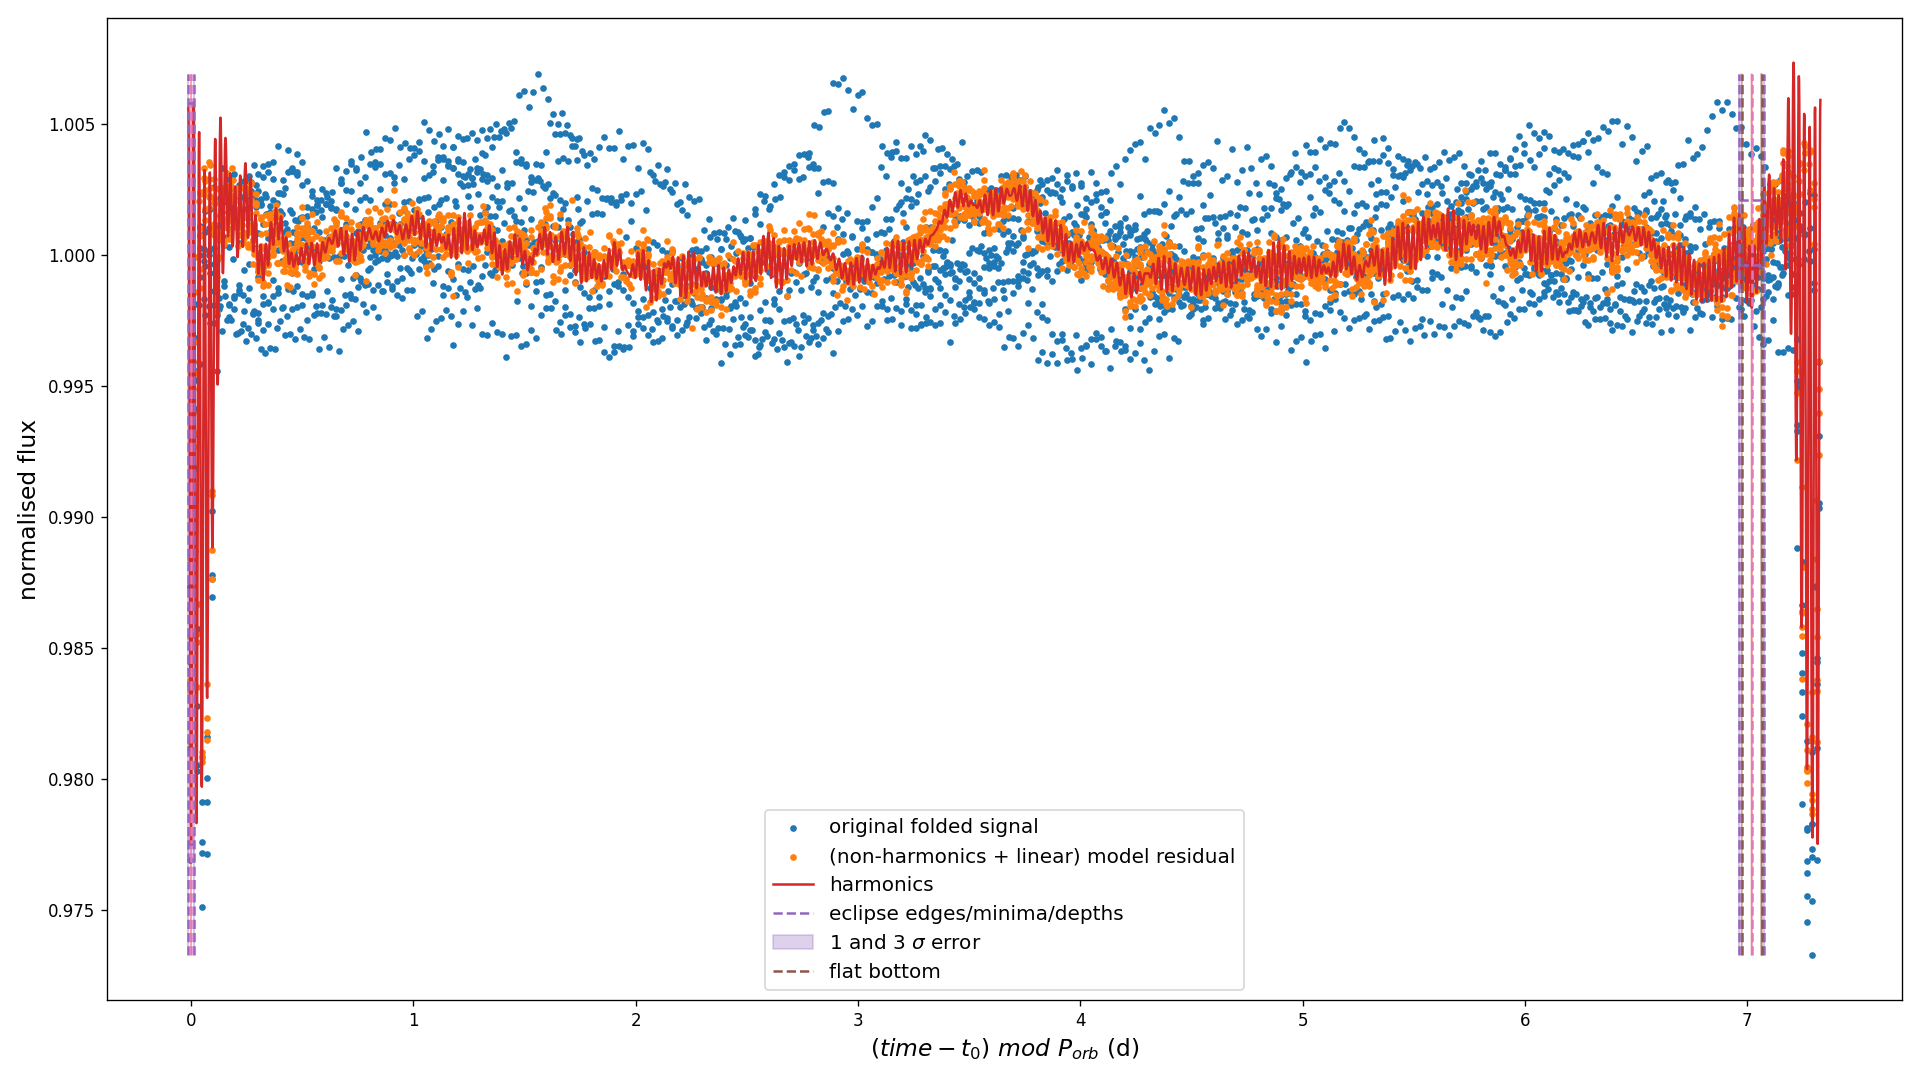 normalised flux
1.005
1.000
0.995
0.990
0.985
0.980
0.975
original folded signal
(non-harmonics + linear) model residual
harmonics
eclipse edges/minima/depths
1 and 3 σ error
flat bottom
0 1 2 3 4 5 6 7
(time − t₀) mod Pₒᵣb (d)